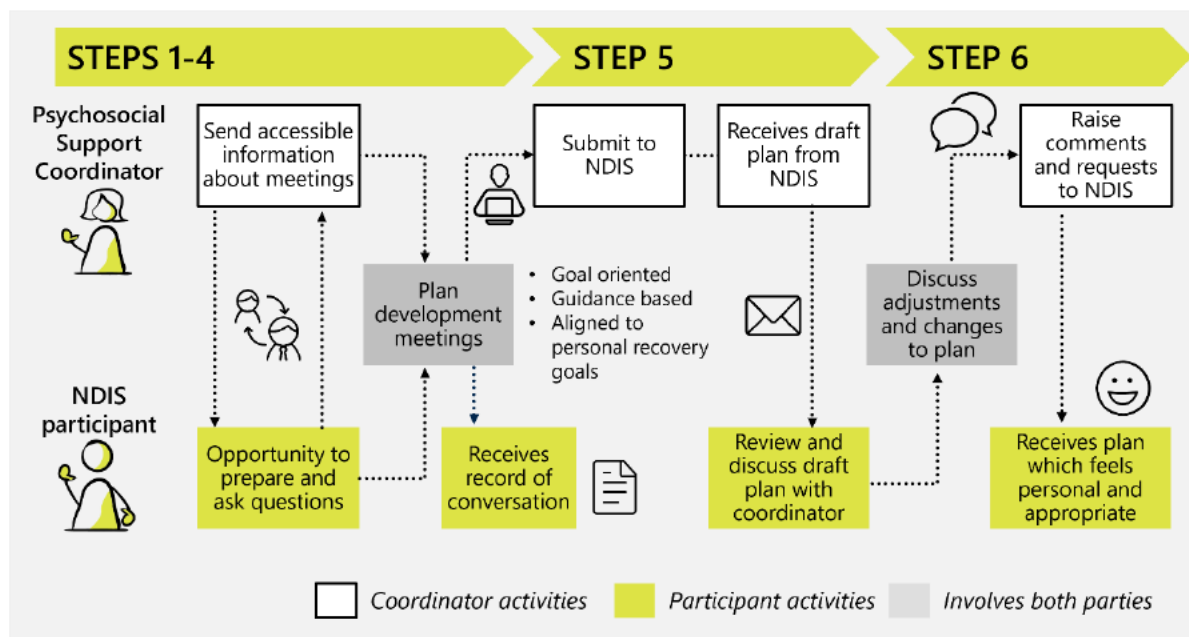 STEPS 1-4
STEP 5
STEP 6
Psychosocial
Support
Coordinator
Send accessible
information
about meetings
Submit to
NDIS
Receives draft
plan from
NDIS
Raise
comments
and requests
to NDIS
Plan
development
meetings
• Goal oriented
• Guidance based
• Aligned to
personal recovery
goals
Discuss
adjustments
and changes
to plan
NDIS
participant
Opportunity to
prepare and
ask questions
Receives
record of
conversation
Review and
discuss draft
plan with
coordinator
Receives plan
which feels
personal and
appropriate
Coordinator activities
Participant activities
Involves both parties